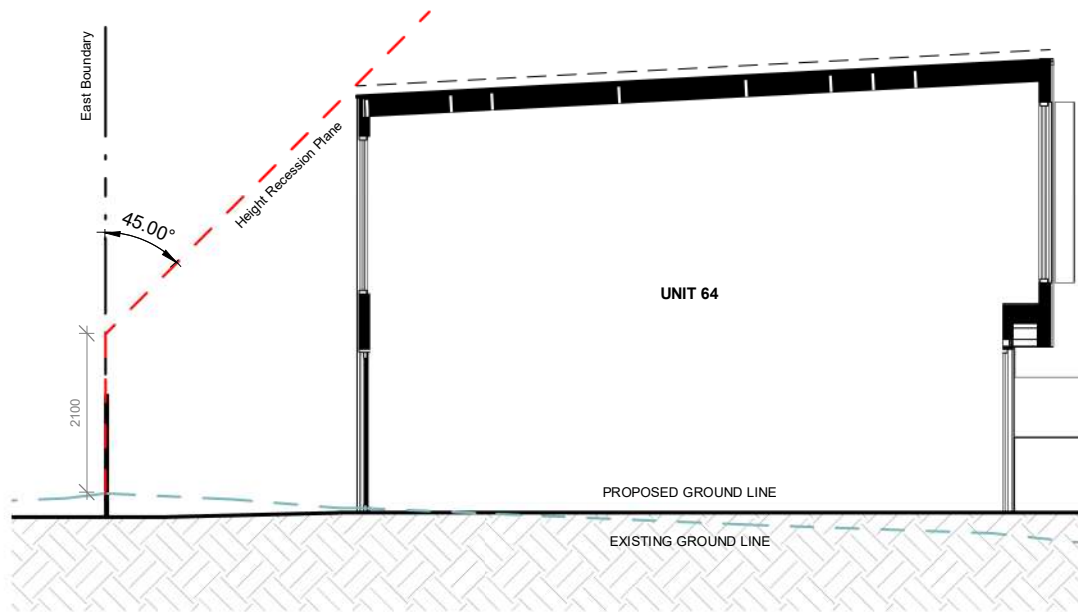 East Boundary
Height Recession Plane
45.00°
UNIT 64
2100
PROPOSED GROUND LINE
EXISTING GROUND LINE